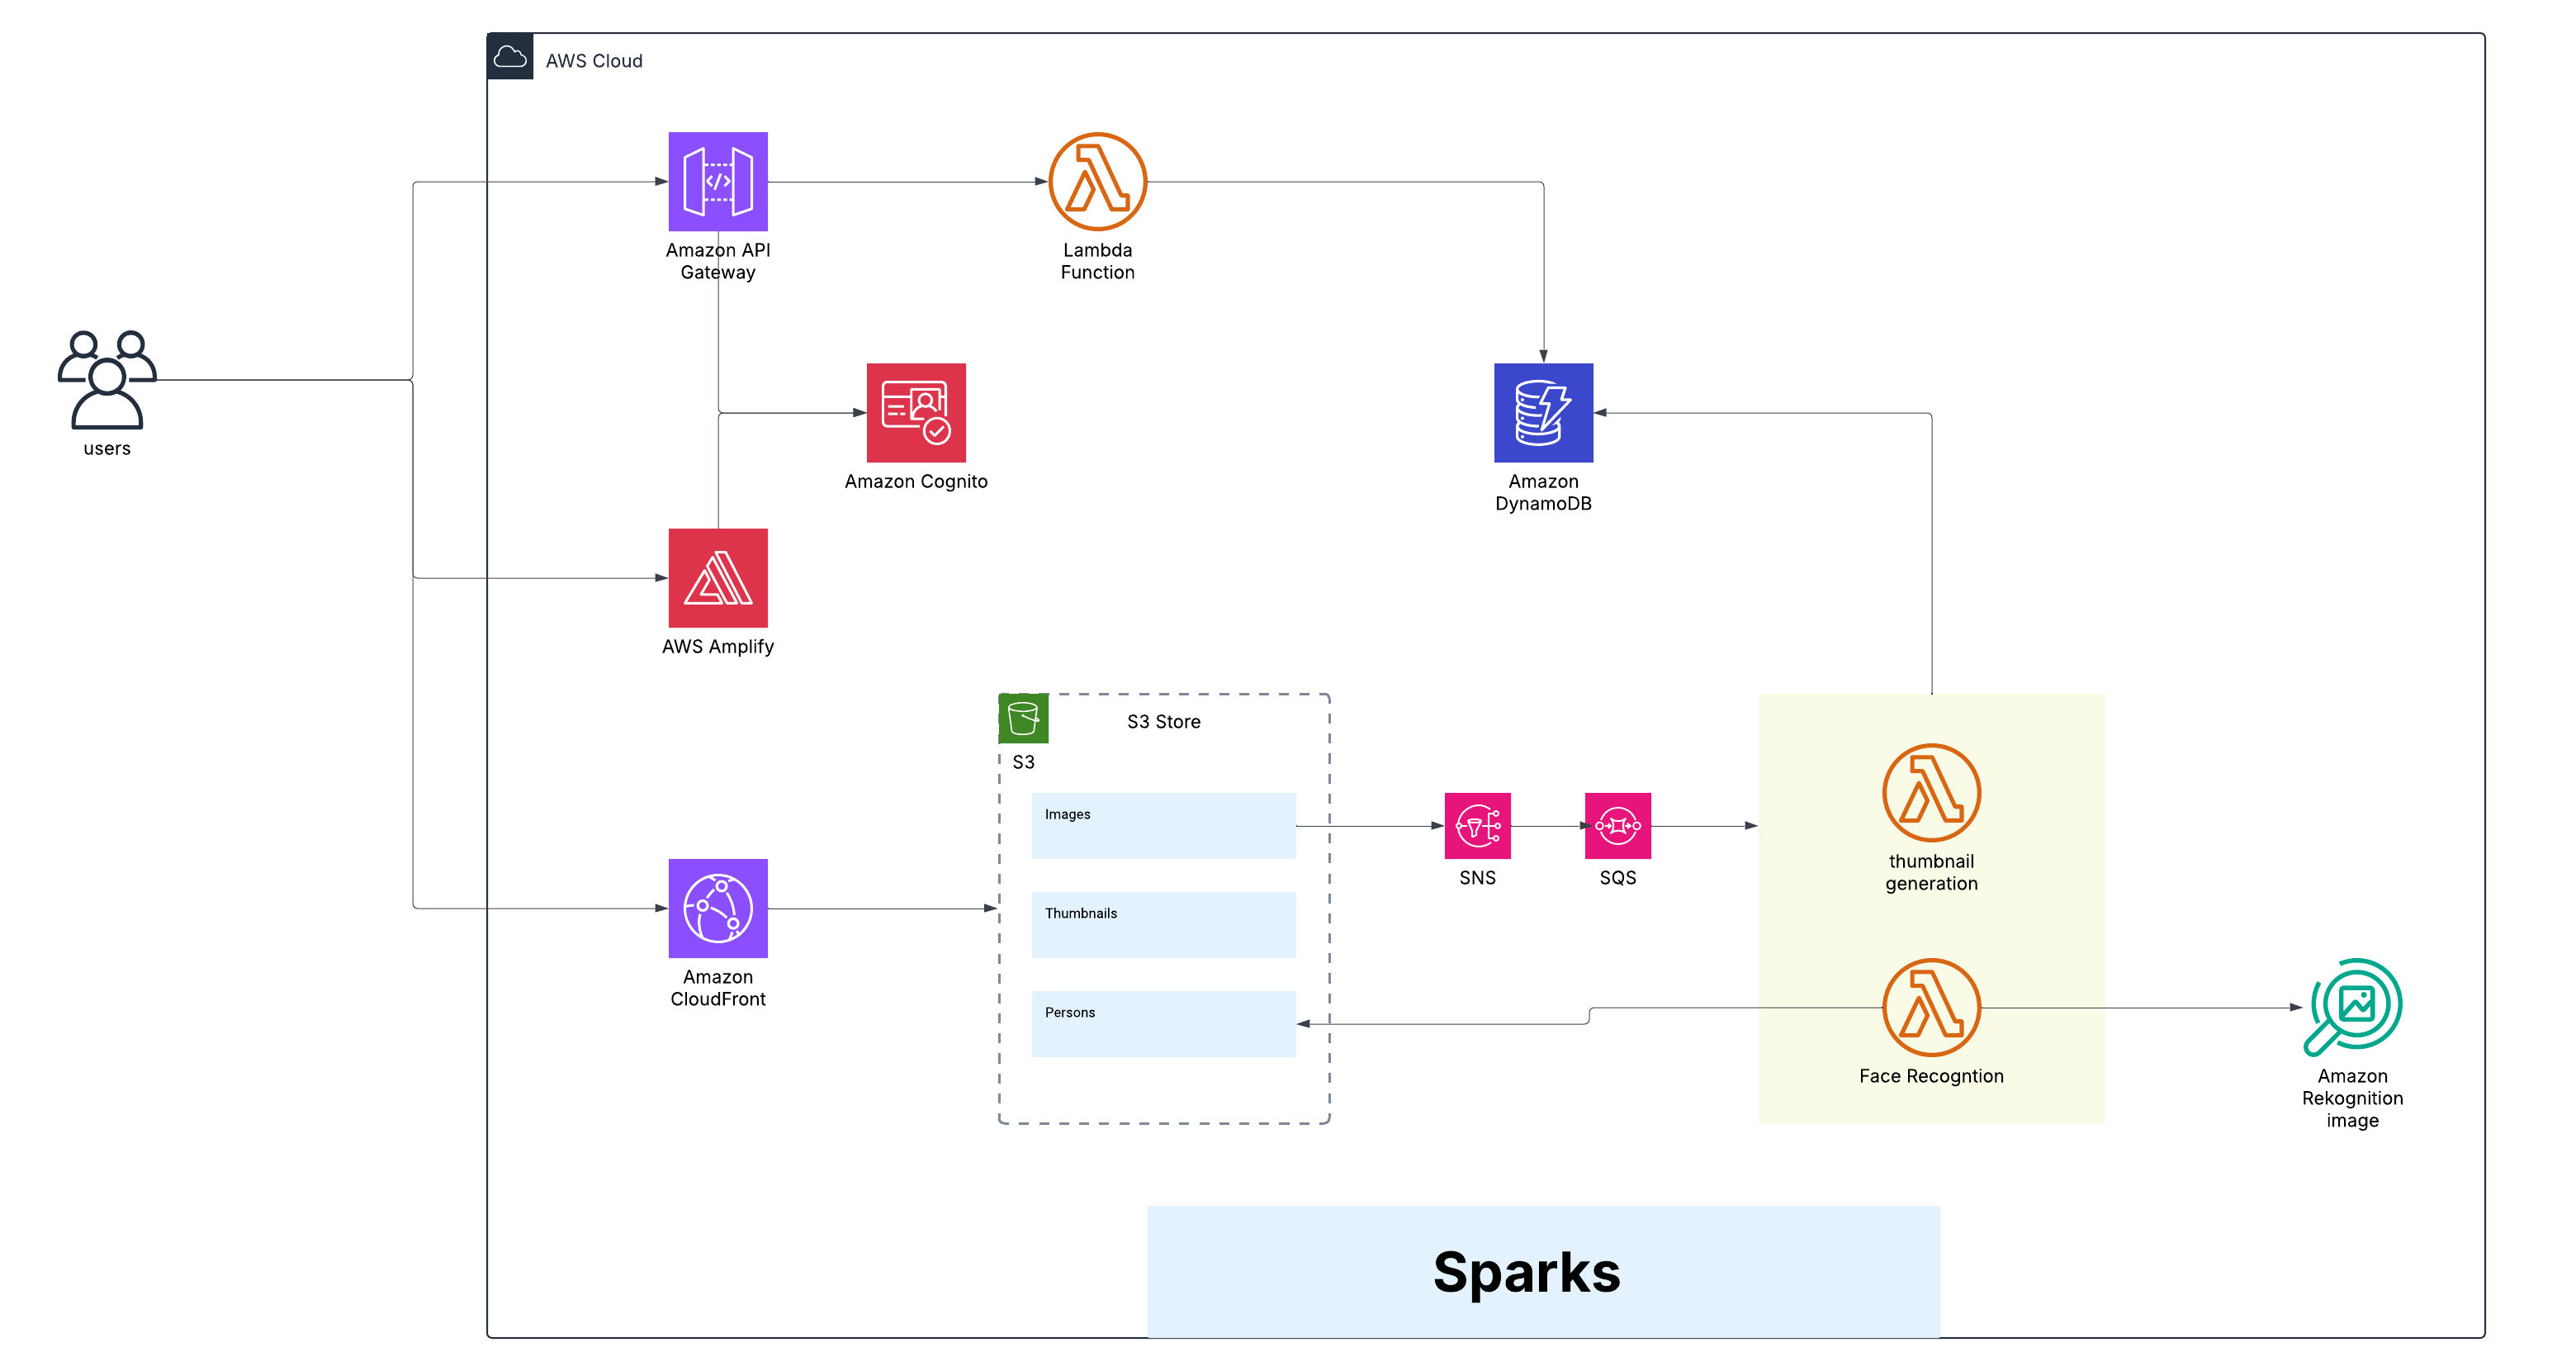 AWS Cloud
Amazon API
Gateway
Lambda
Function
users
Amazon Cognito
Amazon
DynamoDB
AWS Amplify
S3 Store
S3
Images
Thumbnails
Persons
SNS
SQS
thumbnail
generation
Amazon
CloudFront
Face Recogntion
Amazon
Rekognition
image
Sparks